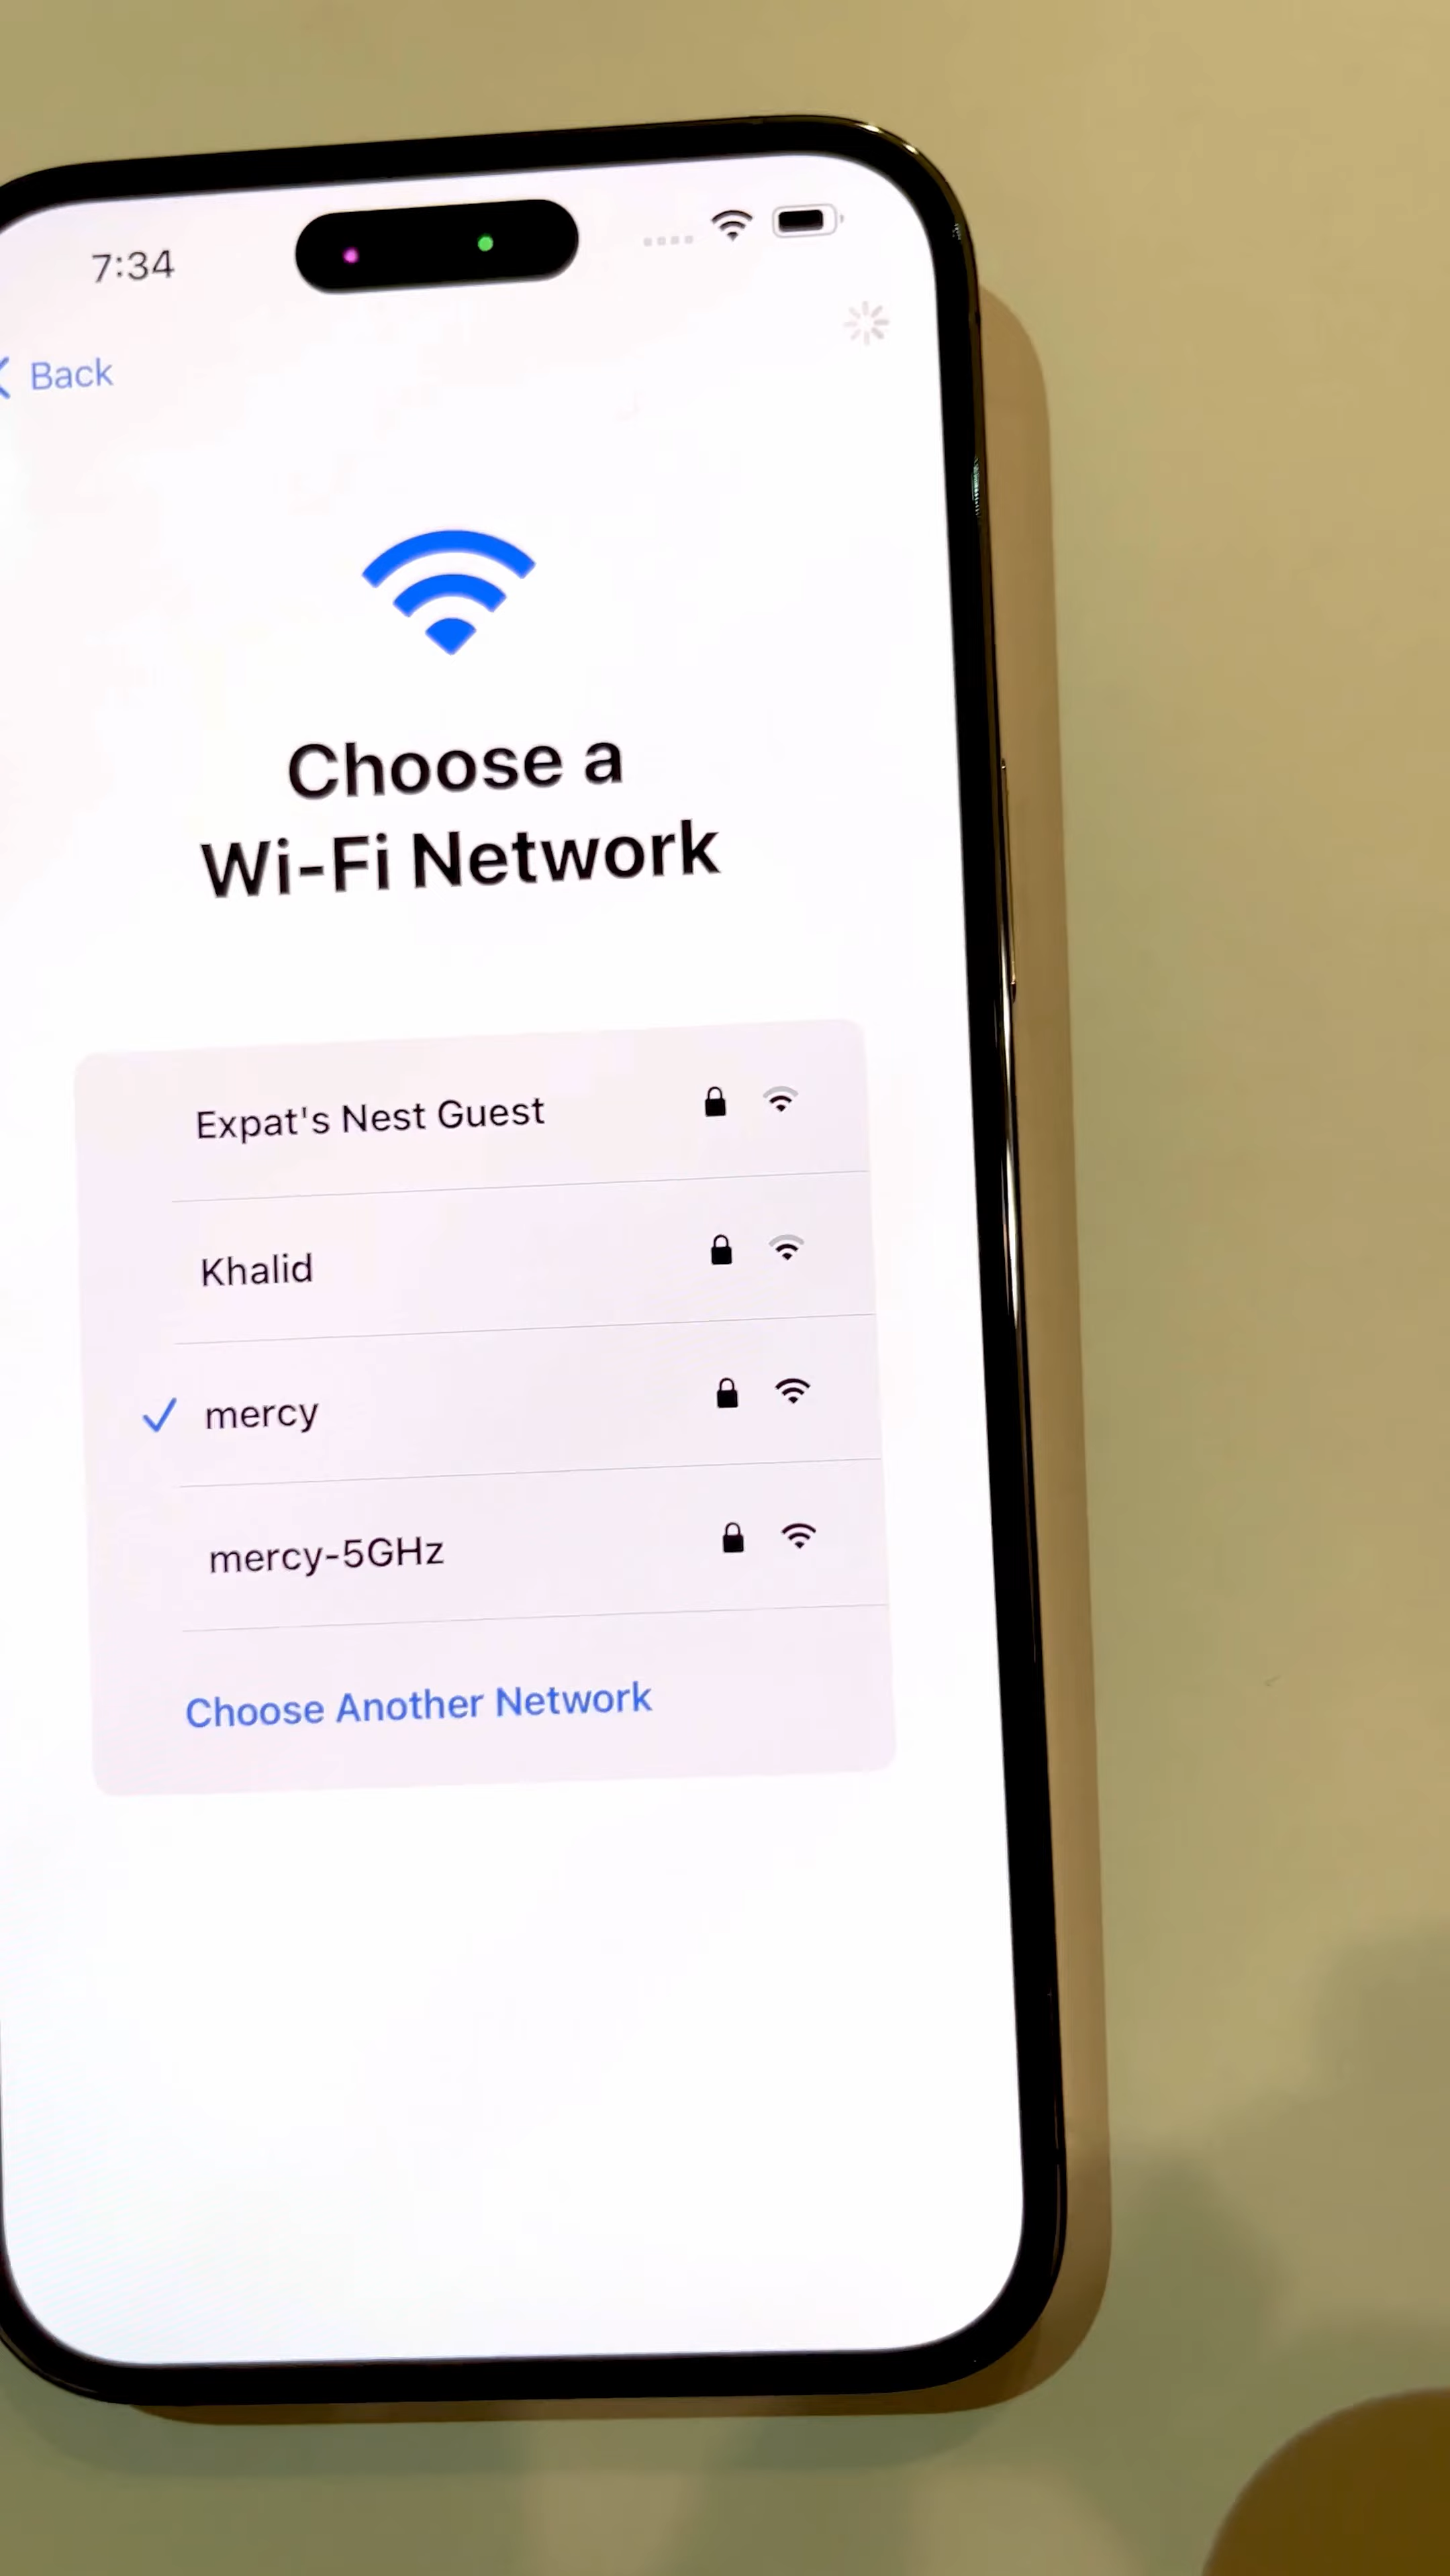 7:34
Back
Choose a
Wi-Fi Network
Expat's Nest Guest
Khalid
mercy
mercy-5GHz
Choose Another Network